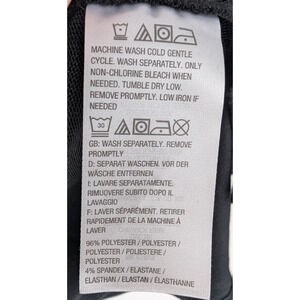 MACHINE WASH COLD GENTLE
CYCLE. WASH SEPARATELY. ONLY
NON-CHLORINE BLEACH WHEN
NEEDED. TUMBLE DRY LOW.
REMOVE PROMPTLY. LOW IRON IF
NEEDED
30
GB: WASH SEPARATELY. REMOVE
PROMPTLY
D: SEPARAT WASCHEN. VOR DER
WÄSCHE ENTFERNEN
I: LAVARE SEPARATAMENTE.
RIMUOVERE SUBITO DOPO IL
LAVAGGIO
F: LAVER SÉPARÉMENT. RETIRER
RAPIDEMENT DE LA MACHINE À
LAVER
96% POLYESTER / POLYESTER /
POLYESTER / POLIESTERE /
POLYESTER
4% SPANDEX / ELASTANE /
ELASTHAN / ELASTAN / ÉLASTHANNE